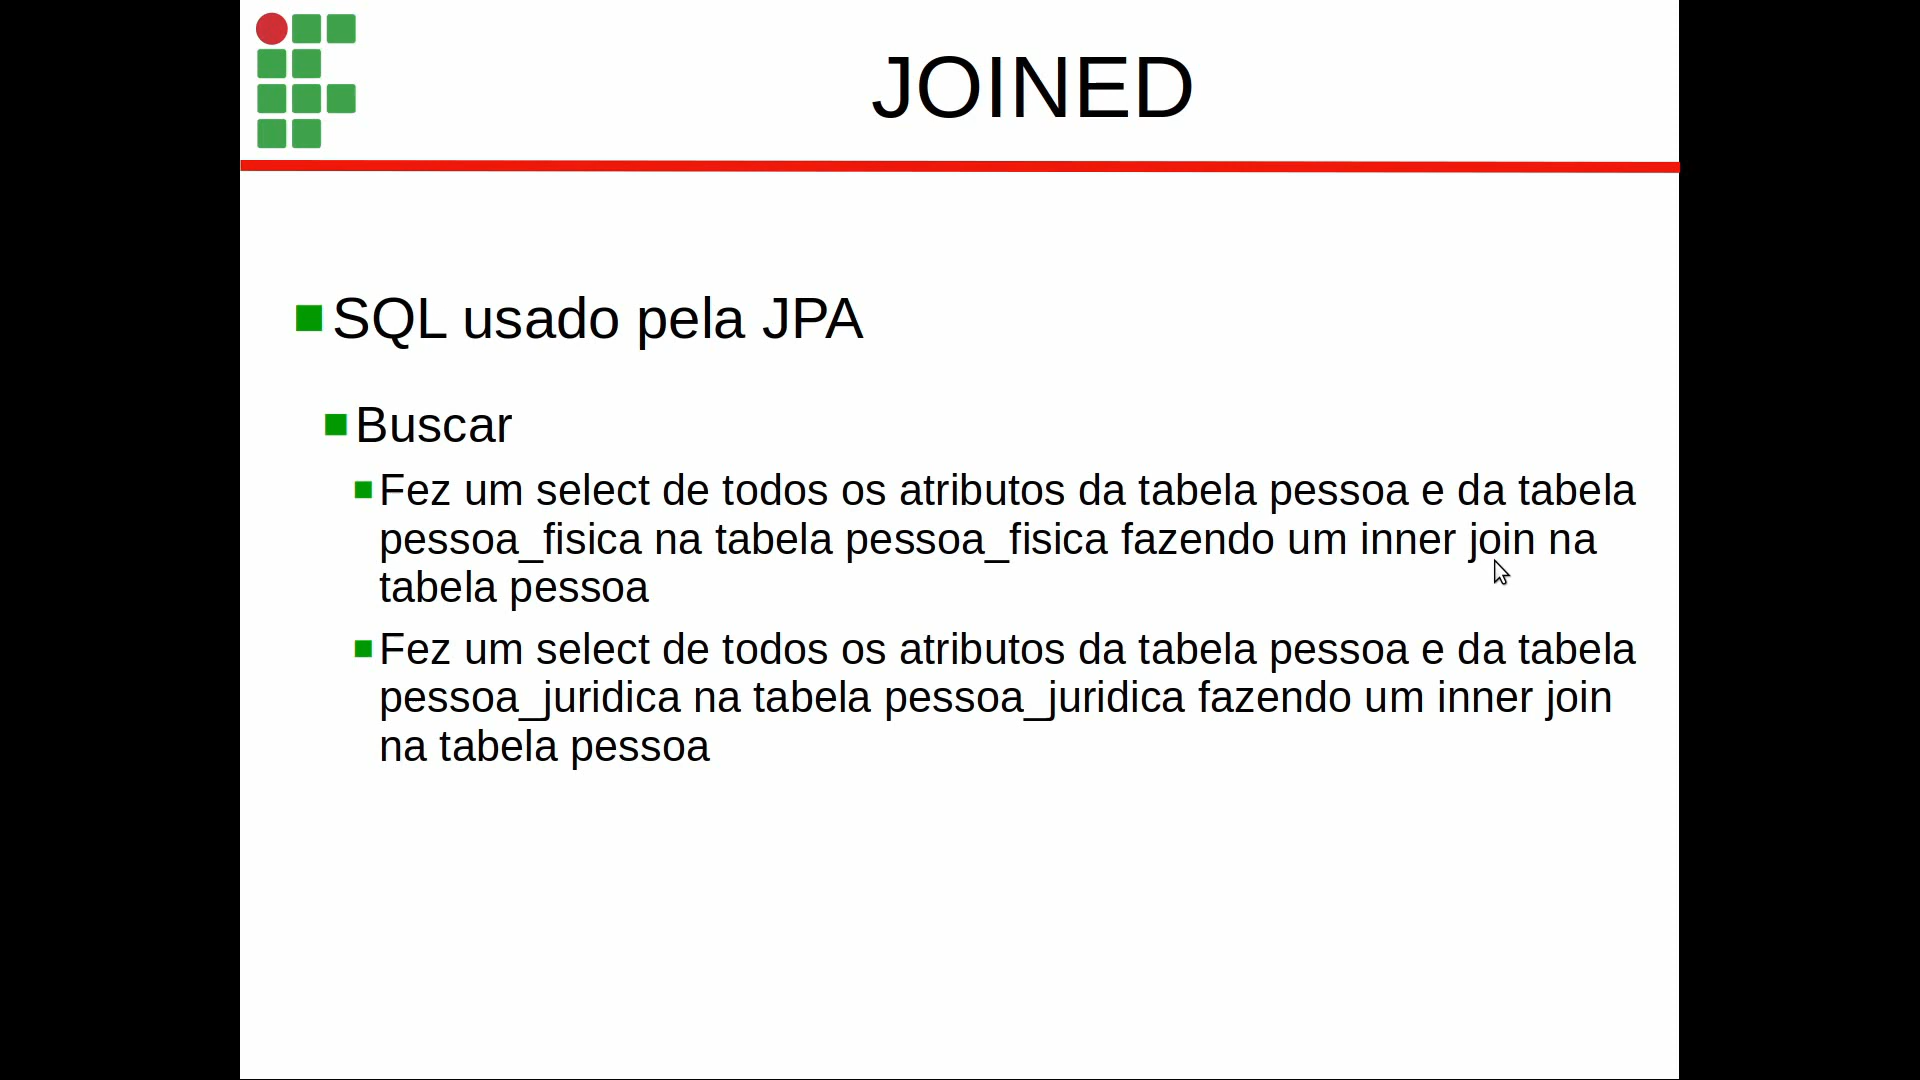 JOINED
SQL usado pela JPA
Buscar
Fez um select de todos os atributos da tabela pessoa e da tabela
pessoa_fisica na tabela pessoa_fisica fazendo um inner join na
tabela pessoa
Fez um select de todos os atributos da tabela pessoa e da tabela
pessoa_juridica na tabela pessoa_juridica fazendo um inner join
na tabela pessoa